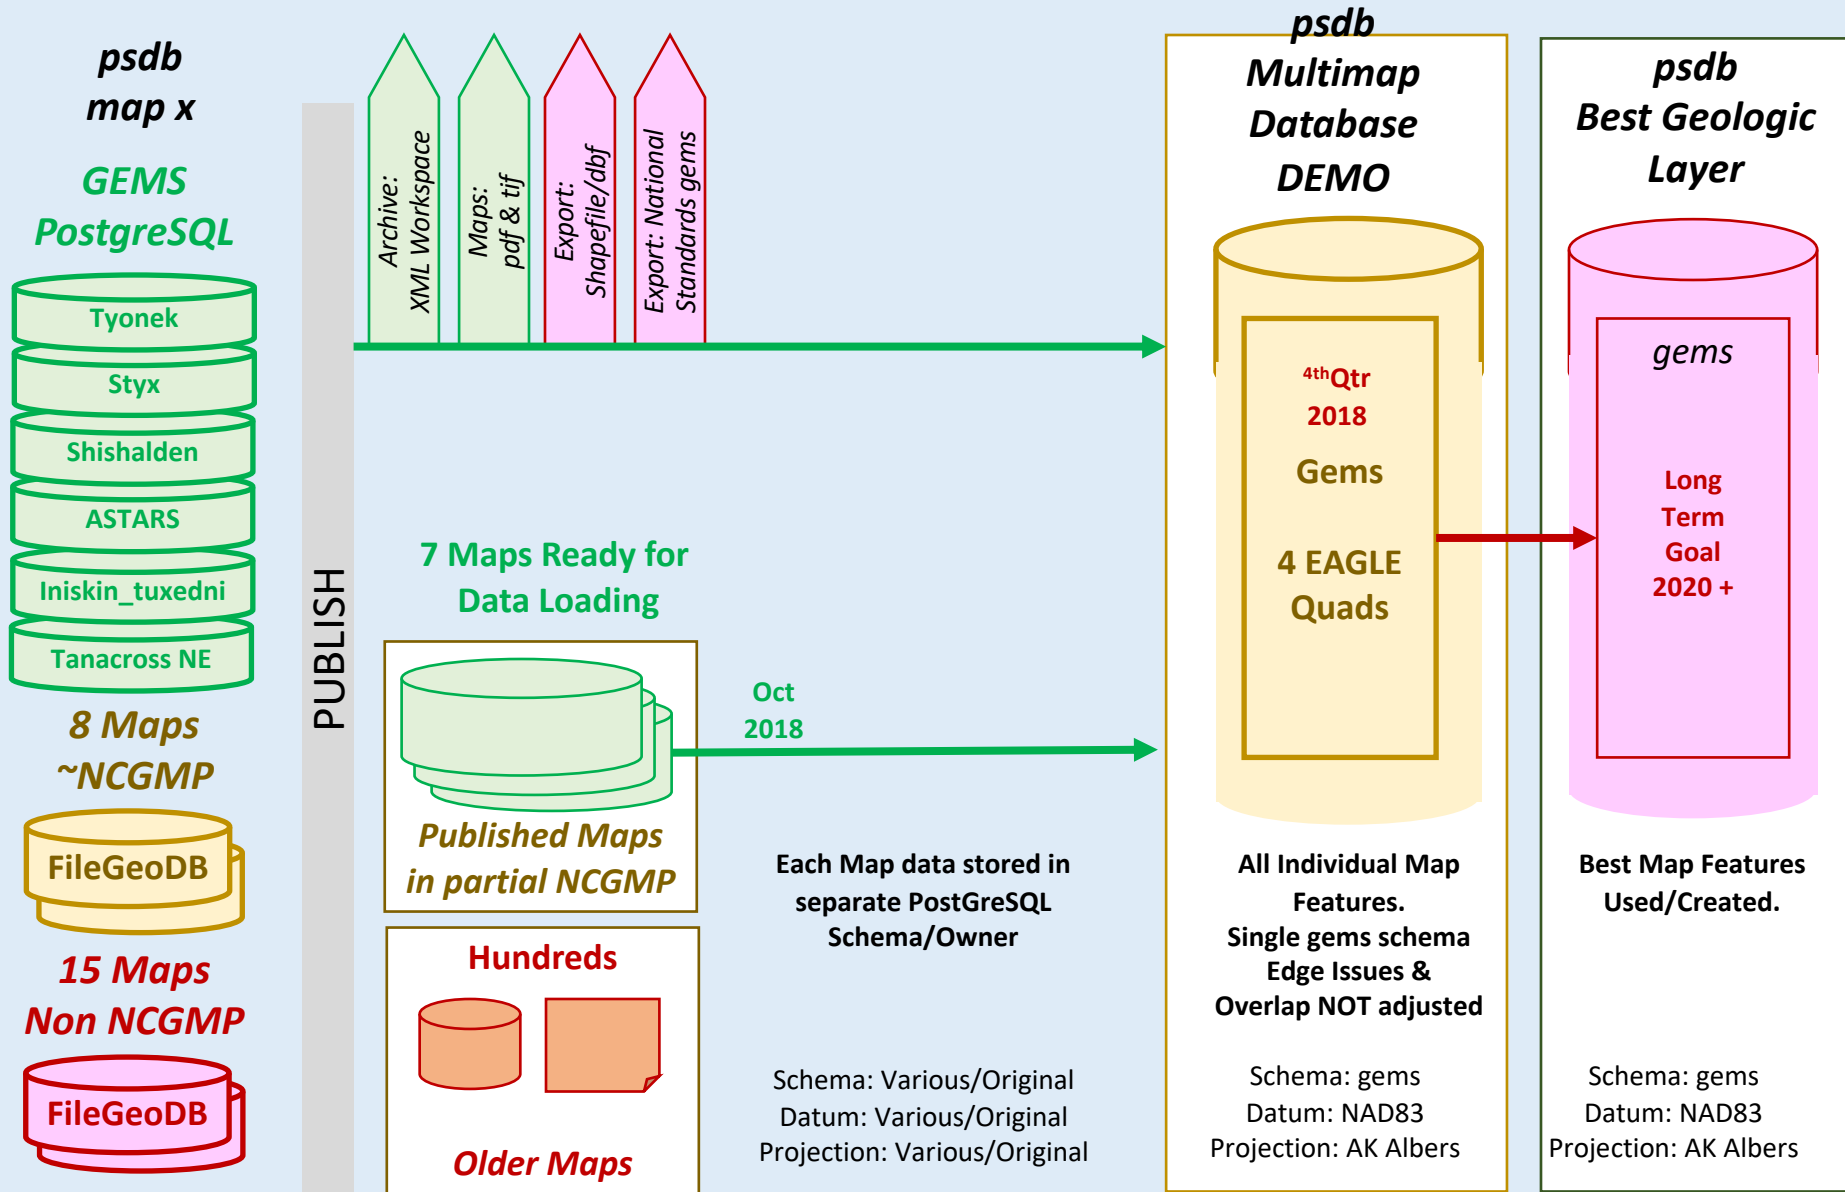 psdb
map x
GEMS
PostgreSQL
Tyonek
Styx
Shishalden
ASTARS
Iniskin_tuxedni
Tanacross NE
8 Maps
~NCGMP
FileGeoDB
15 Maps
Non NCGMP
FileGeoDB
PUBLISH
Archive:
XML Workspace
Maps:
pdf & tif
Export:
Shapefile/dbf
Export: National
Standards gems
7 Maps Ready for
Data Loading
Published Maps
in partial NCGMP
Hundreds
Older Maps
Oct
2018
Each Map data stored in
separate PostGreSQL
Schema/Owner
Schema: Various/Original
Datum: Various/Original
Projection: Various/Original
psdb
Multimap
Database
DEMO
4thQtr
2018
Gems
4 EAGLE
Quads
All Individual Map
Features.
Single gems schema
Edge Issues &
Overlap NOT adjusted
Schema: gems
Datum: NAD83
Projection: AK Albers
psdb
Best Geologic
Layer
gems
Long
Term
Goal
2020 +
Best Map Features
Used/Created.
Schema: gems
Datum: NAD83
Projection: AK Albers